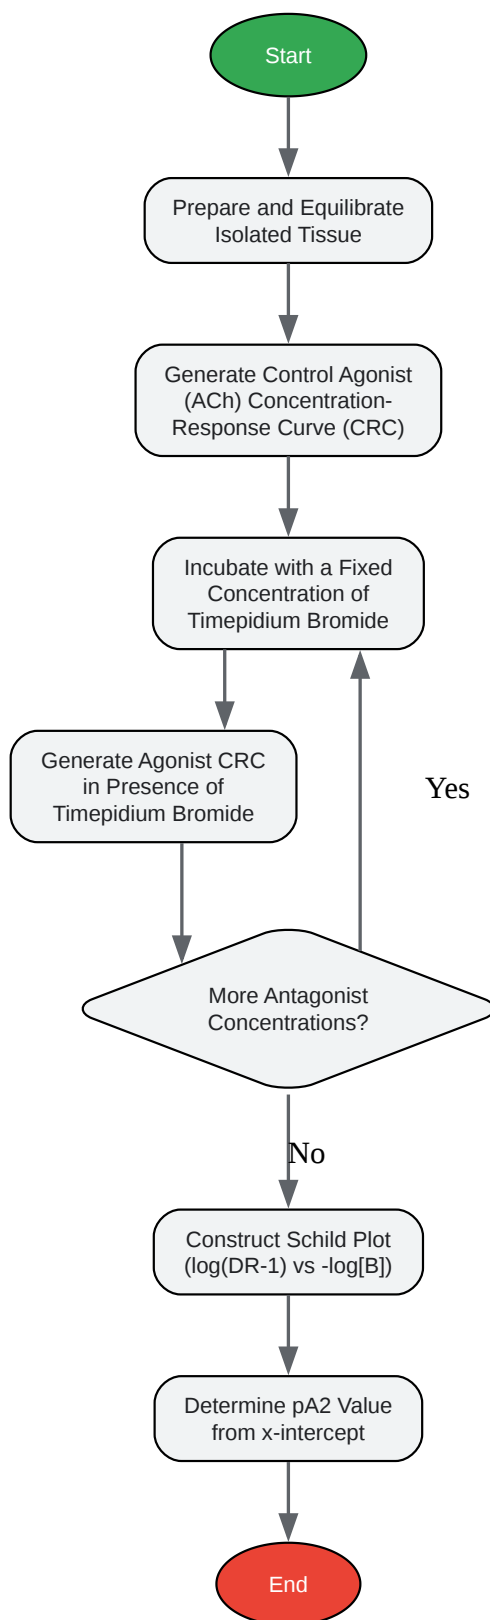 Start
Prepare and Equilibrate
Isolated Tissue
Generate Control Agonist
(ACh) Concentration-
Response Curve (CRC)
Incubate with a Fixed
Concentration of
Timepidium Bromide
Generate Agonist CRC
in Presence of
Timepidium Bromide
Yes
More Antagonist
Concentrations?
No
Construct Schild Plot
(log(DR-1) vs -log[B])
Determine pA2 Value
from x-intercept
End